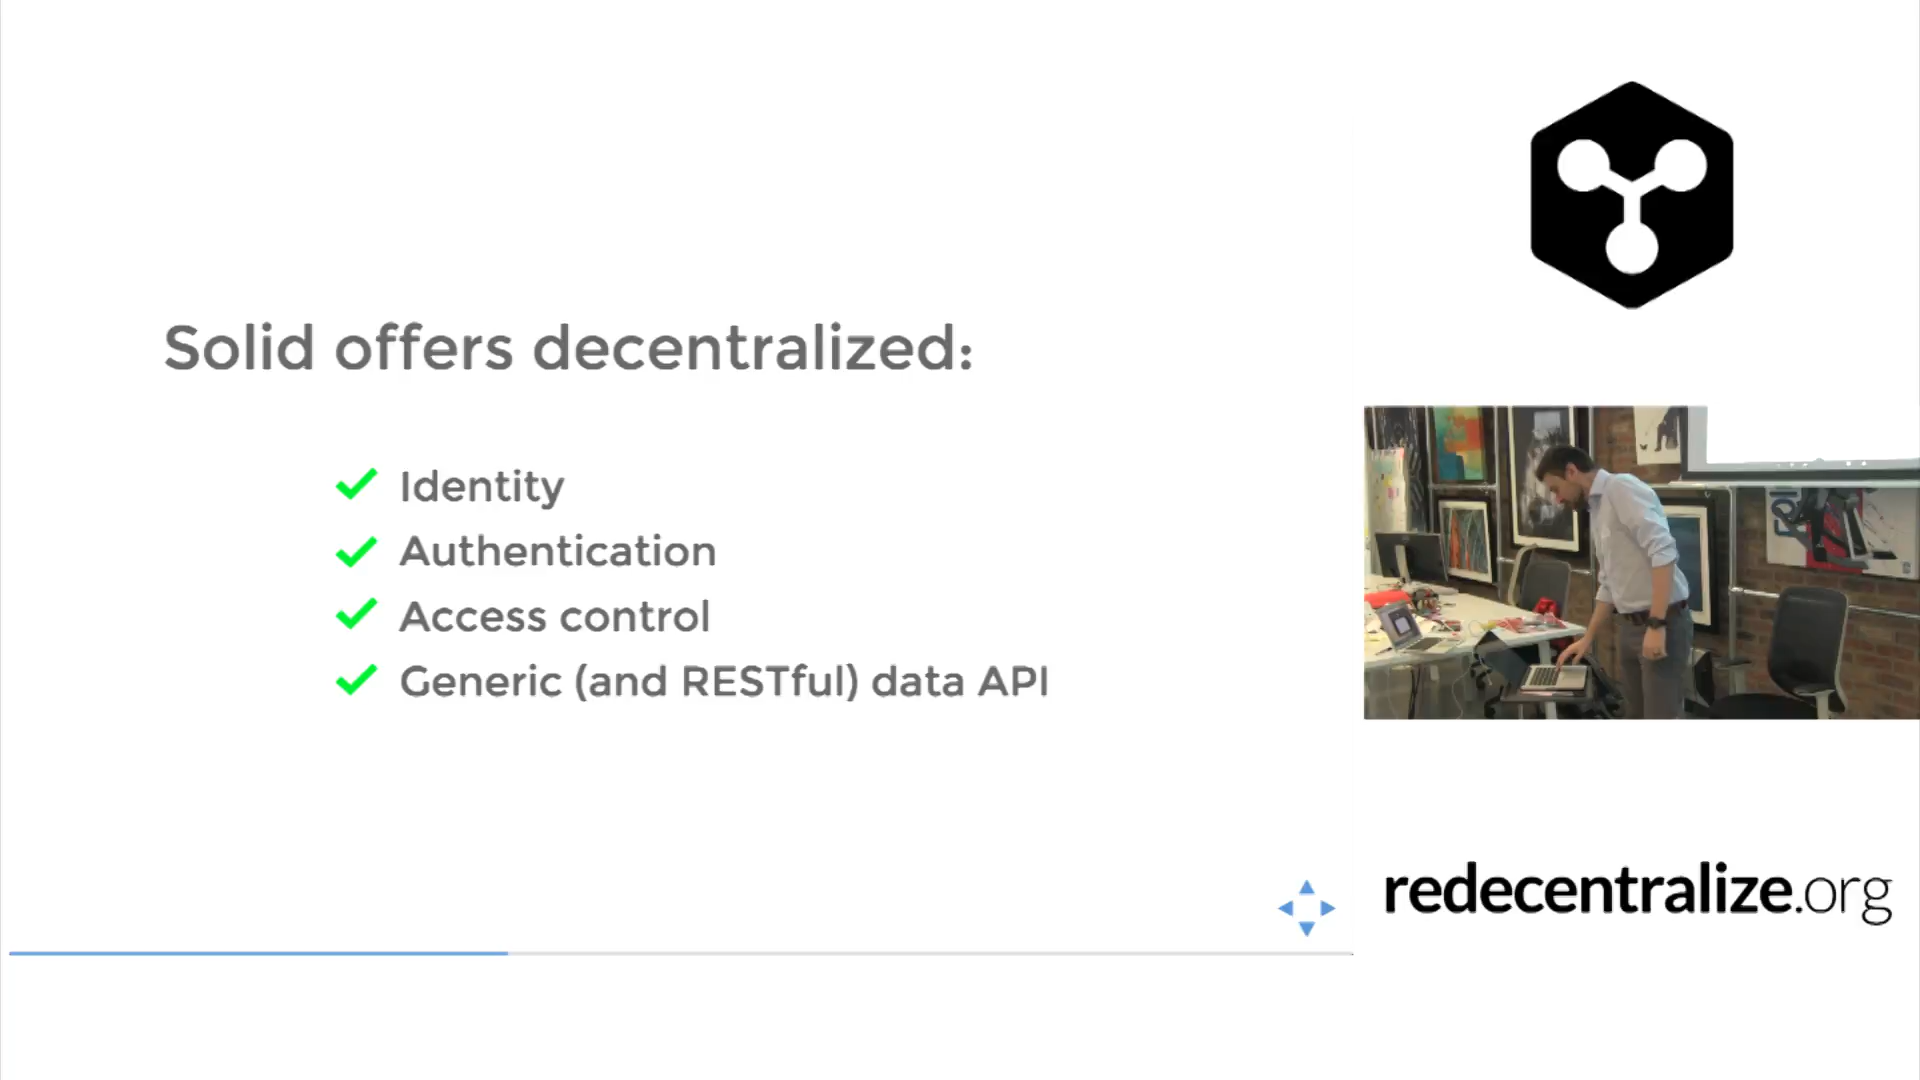 Solid offers decentralized:
Identity
Authentication
Access control
Generic (and RESTful) data API
redecentralize.org